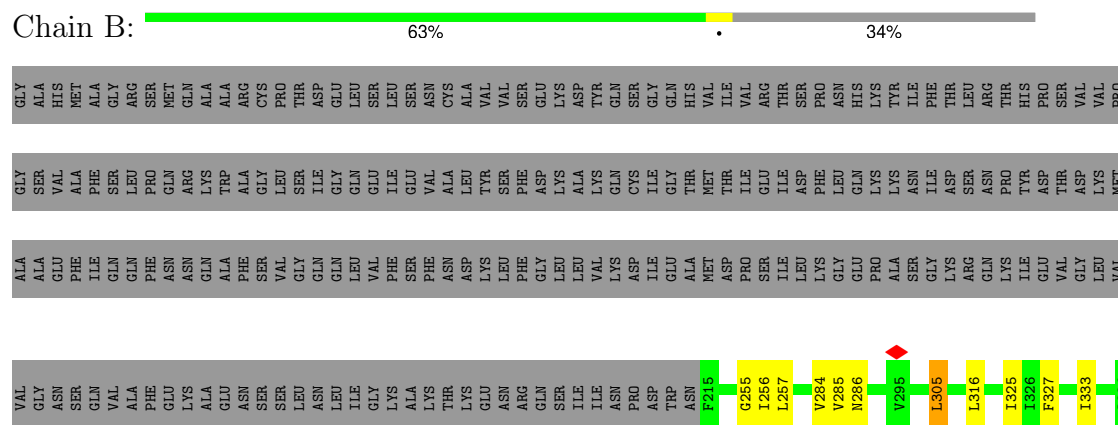 Chain B:
63% • 34%
GLY ALA HIS MET ALA GLY ARG SER MET GLN ALA ALA ARG CYS PRO THR ASP GLU LEU SER LEU SER ASN CYS ALA VAL VAL SER GLU LYS ASP TYR GLN SER GLY GLN HIS VAL ILE VAL ARG THR SER PRO ASN HIS LYS TYR ILE PHE THR LEU ARG THR HIS PRO SER VAL VAL PRO
GLY SER VAL ALA PHE SER LEU PRO GLN ARG LYS TRP ALA GLY LEU SER ILE GLY GLN GLU ILE GLU VAL ALA LEU TYR SER PHE ASP LYS ALA LYS GLN CYS ILE GLY THR MET THR ILE GLU ILE ASP PHE LEU GLN LYS LYS ASN ILE ASP SER ASN PRO TYR ASP THR ASP LYS MET
ALA ALA GLU PHE ILE GLN GLN PHE ASN ASN GLN ALA PHE SER VAL GLY GLN GLN LEU VAL PHE SER PHE ASN ASP LYS LEU PHE GLY LEU LEU VAL LYS ASP ILE GLU ALA MET ASP PRO SER ILE LEU LYS GLY GLU PRO ALA SER GLY LYS ARG GLN LYS ILE GLU VAL GLY LEU VAL
VAL GLY ASN SER GLN VAL ALA PHE GLU LYS ALA GLU ASN SER SER LEU ASN LEU ILE GLY LYS ALA LYS THR LYS GLU ASN ARG GLN SER ILE ILE ASN PRO ASP TRP ASN F215 G255 I256 L257 V284 V285 N286 V295 L305 L316 I325 I326 F327 I333